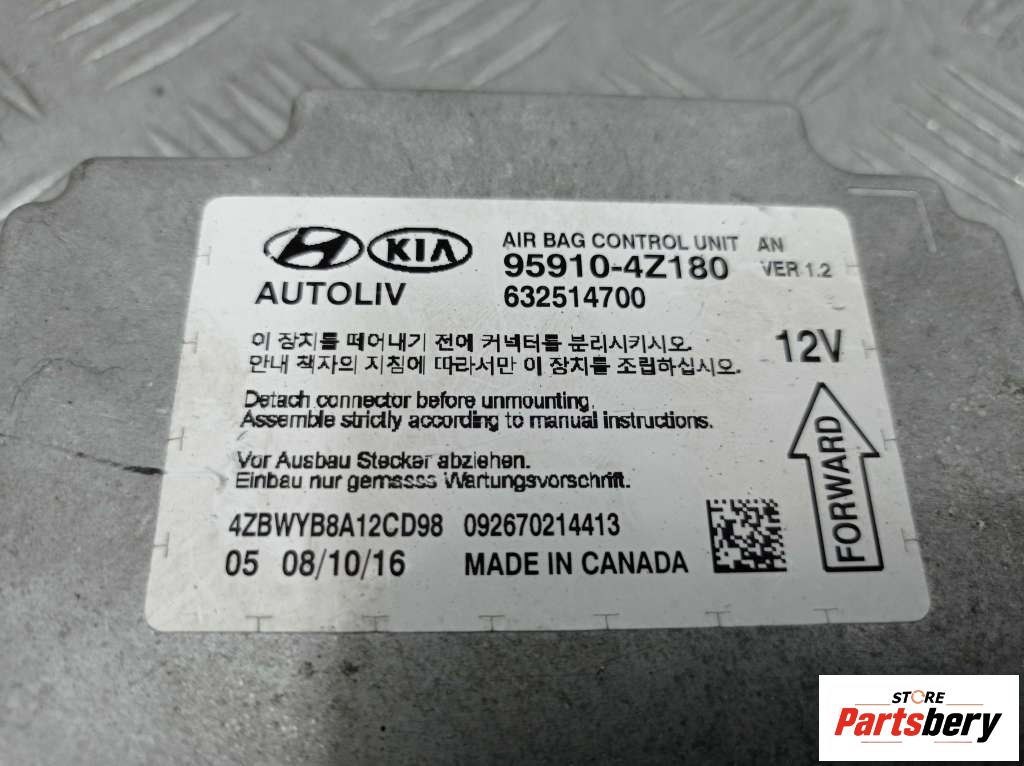 KIA
AIR BAG CONTROL UNIT AN
95910-4Z180 VER 1.2
AUTOLIV 632514700
이 장치를 떼어내기 전에 커넥터를 분리시키시오.
안내 책자의 지침에 따라서만 이 장치를 조립하십시오.
12V
Detach connector before unmounting.
Assemble strictly according to manual instructions.
Vor Ausbau Stecker abziehen.
Einbau nur gemasss Wartungsvorschrift.
FORWARD
4ZBWYB8A12CD98 092670214413
05 08/10/16 MADE IN CANADA
STORE
Partsbery